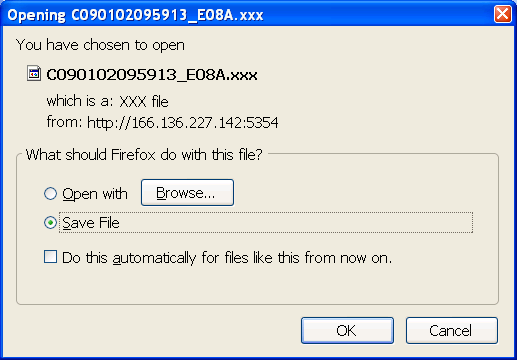 Opening C090102095913_E08A.xxx
You have chosen to open
C090102095913_E08A.xxx
which is a: XXX file
from: http://166.136.227.142:5354
What should Firefox do with this file?
Open with Browse...
Save File
Do this automatically for files like this from now on.
OK Cancel